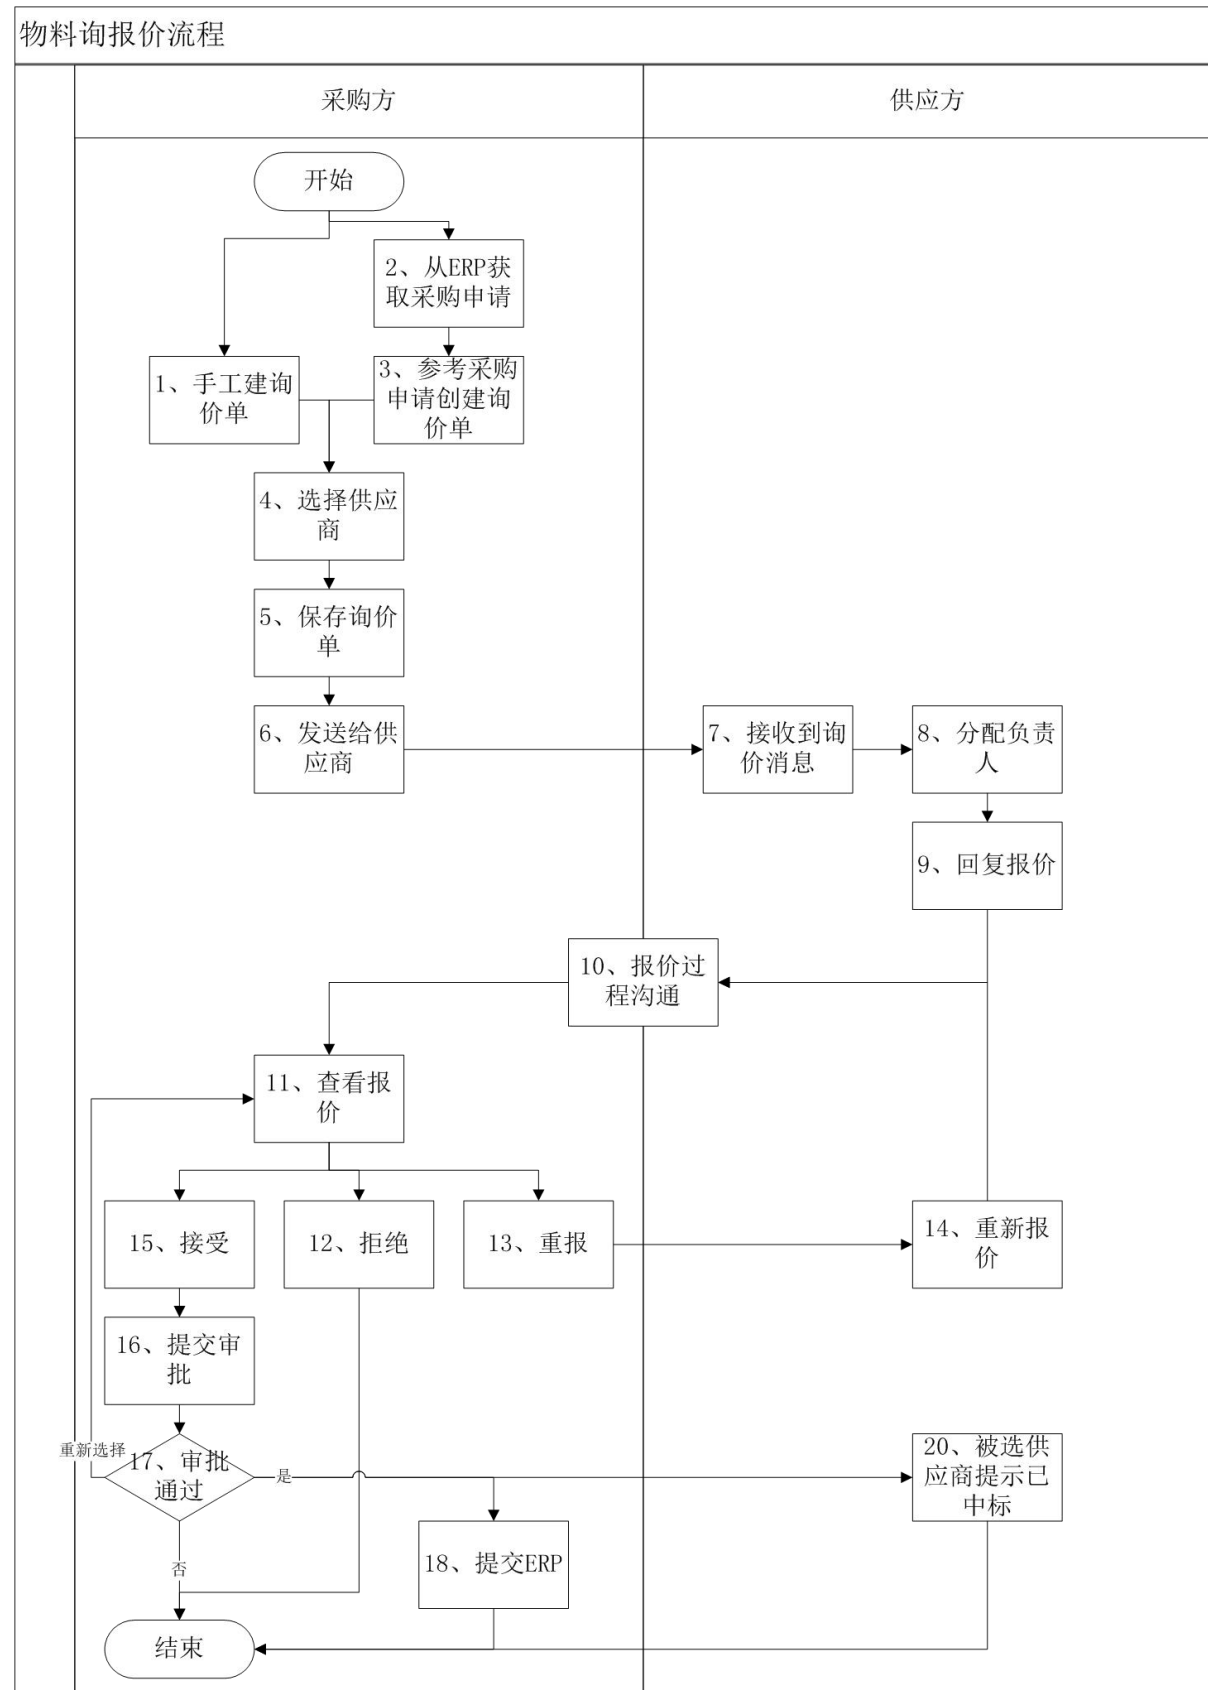 物料询报价流程
采购方
供应方
开始
2、从ERP获
取采购申请
1、手工建询
价单
3、参考采购
申请创建询
价单
4、选择供应
商
5、保存询价
单
6、发送给供
应商
7、接收到询
价消息
8、分配负责
人
9、回复报价
10、报价过
程沟通
11、查看报
价
15、接受
12、拒绝
13、重报
14、重新报
价
16、提交审
批
重新选择
17、审批
通过
是
20、被选供
应商提示已
中标
否
18、提交ERP
结束